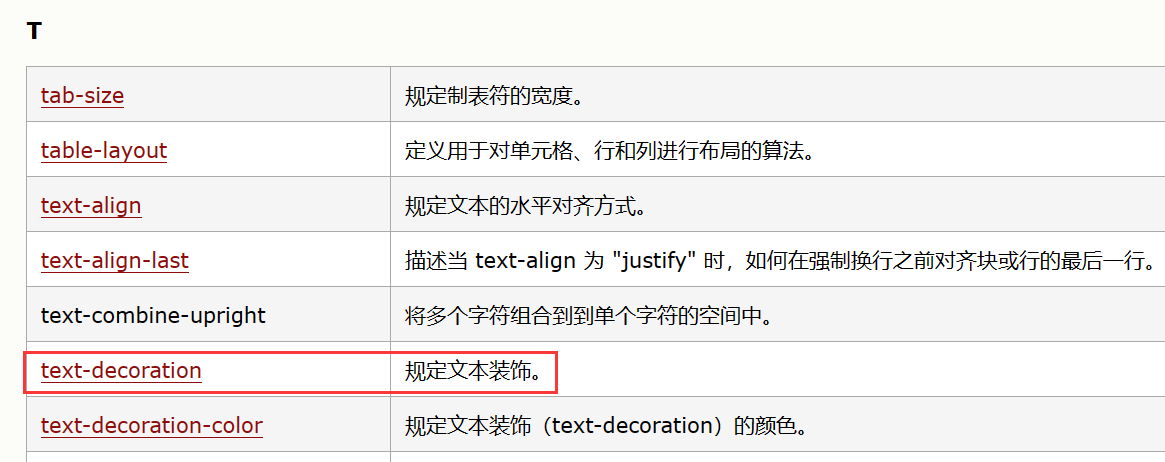 T
tab-size 规定制表符的宽度。
table-layout 定义用于对单元格、行和列进行布局的算法。
text-align 规定文本的水平对齐方式。
text-align-last 描述当 text-align 为 "justify" 时，如何在强制换行之前对齐块或行的最后一行。
text-combine-upright 将多个字符组合到到单个字符的空间中。
text-decoration 规定文本装饰。
text-decoration-color 规定文本装饰（text-decoration）的颜色。